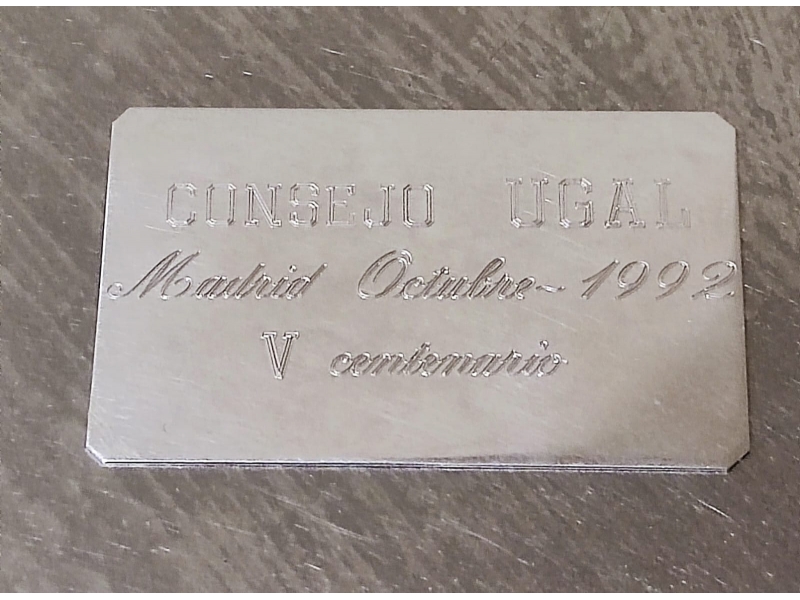 CONSEJO UGAL
Madrid Octubre-1992
V centenario